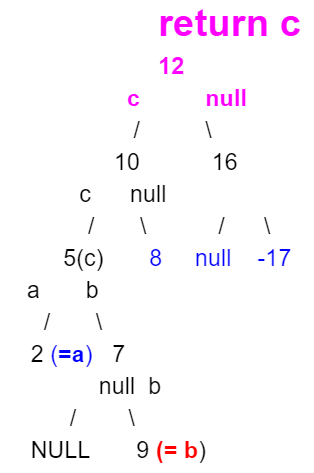 return c
12
c null
/ \
10 16
c null
/ \ / \
5(c) 8 null -17
a b
/ \
2 (=a) 7
null b
/ \
NULL 9 (= b)